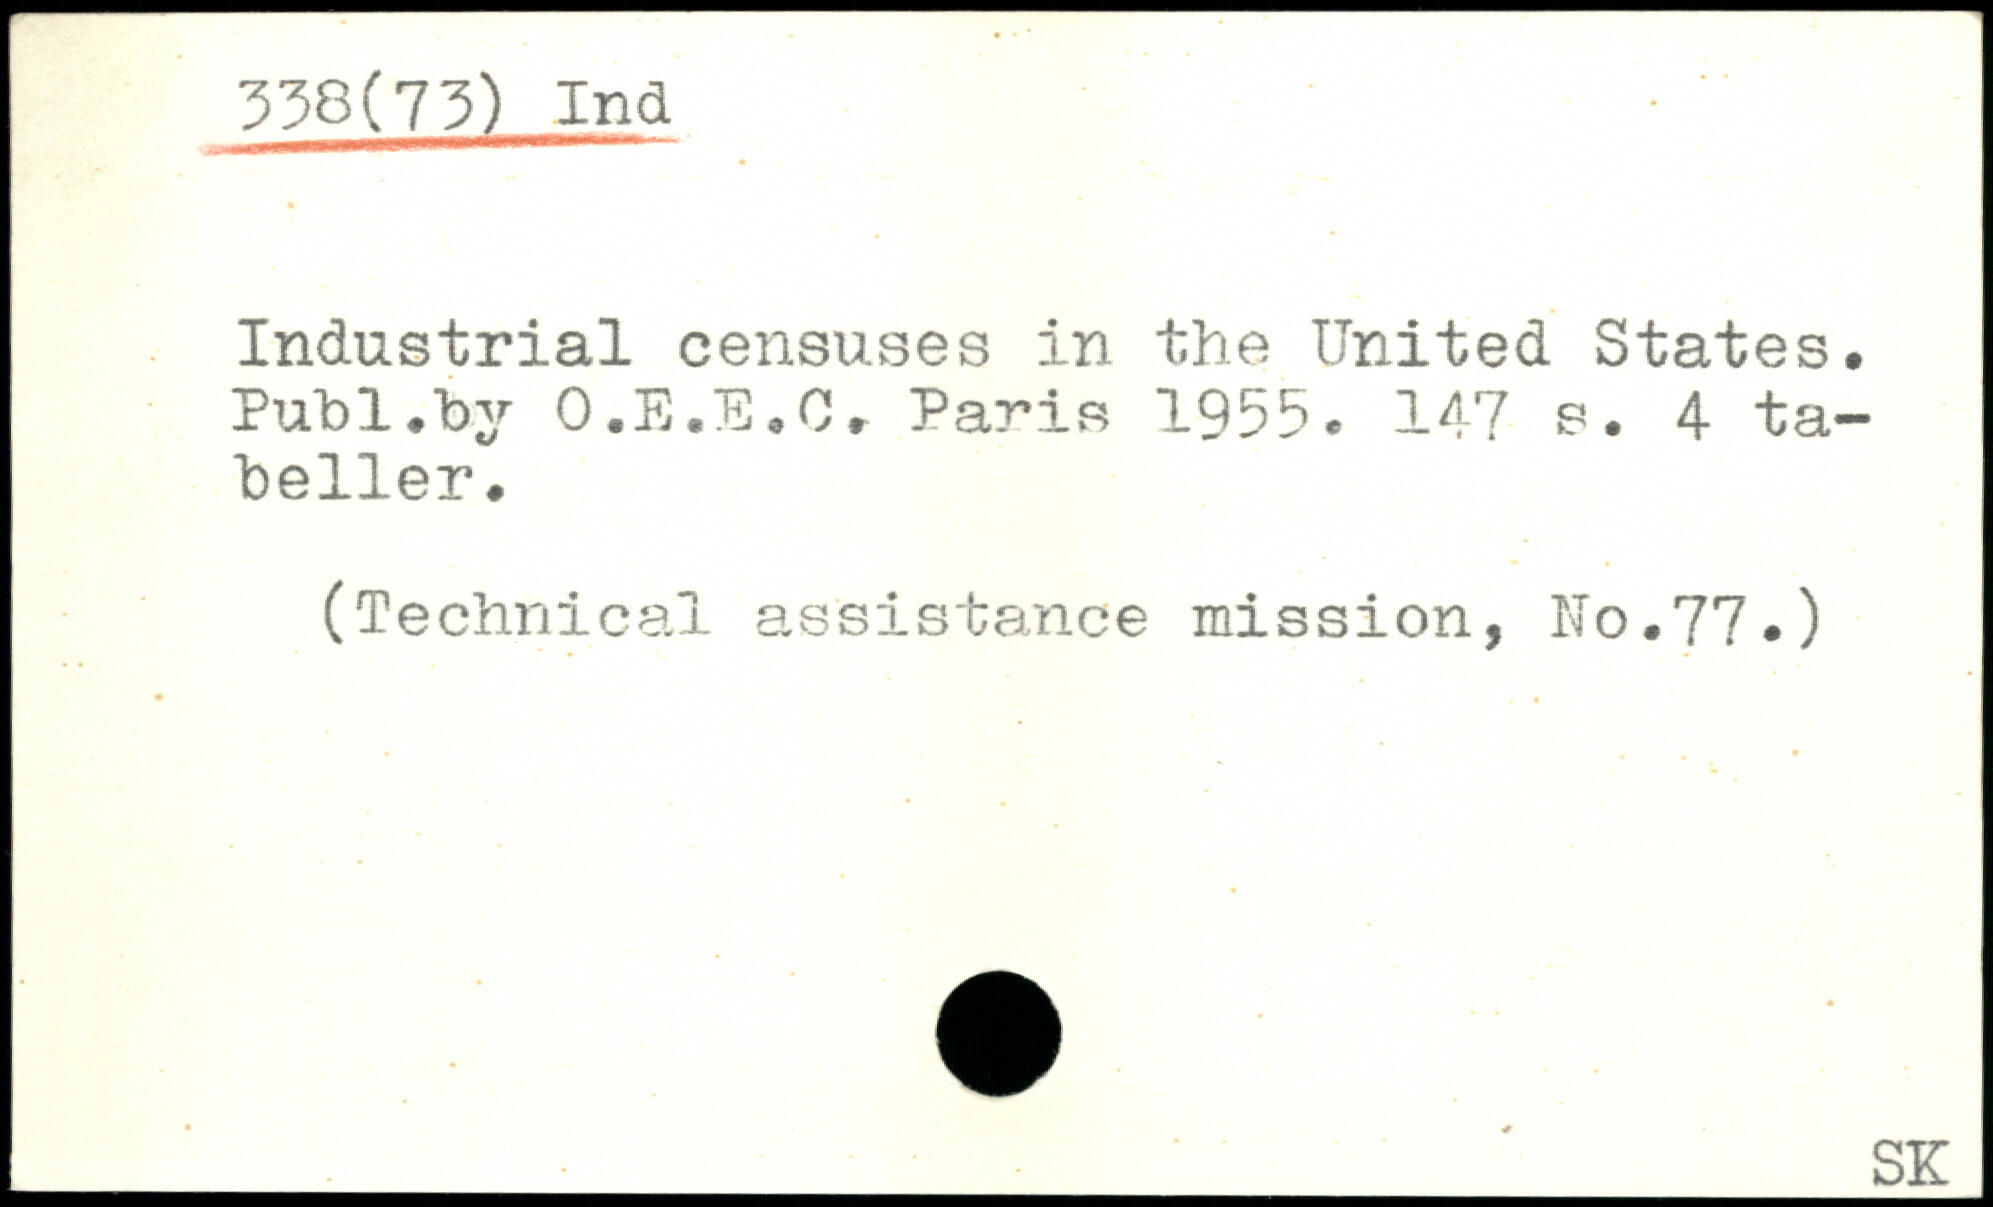 338(73) Ind
Industrial censuses in the United States.
Publ.by O.E.E.C. Paris 1955. 147 s. 4 ta-
beller.
(Technical assistance mission, No.77.)
SK